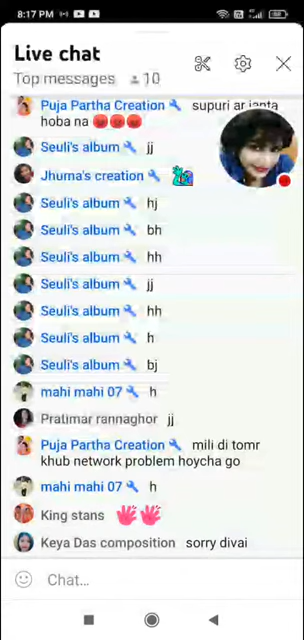 8:17 PM
Live chat
Top messages 10
Puja Partha Creation supuri ar janta
hoba na
Seuli's album jj
Jhurna's creation
Seuli's album hj
Seuli's album bh
Seuli's album hh
Seuli's album jj
Seuli's album hh
Seuli's album h
Seuli's album bj
mahi mahi 07 h
Pratimar rannaghor jj
Puja Partha Creation mili di tomr
khub network problem hoycha go
mahi mahi 07 h
King stans
Keya Das composition sorry divai
Chat...